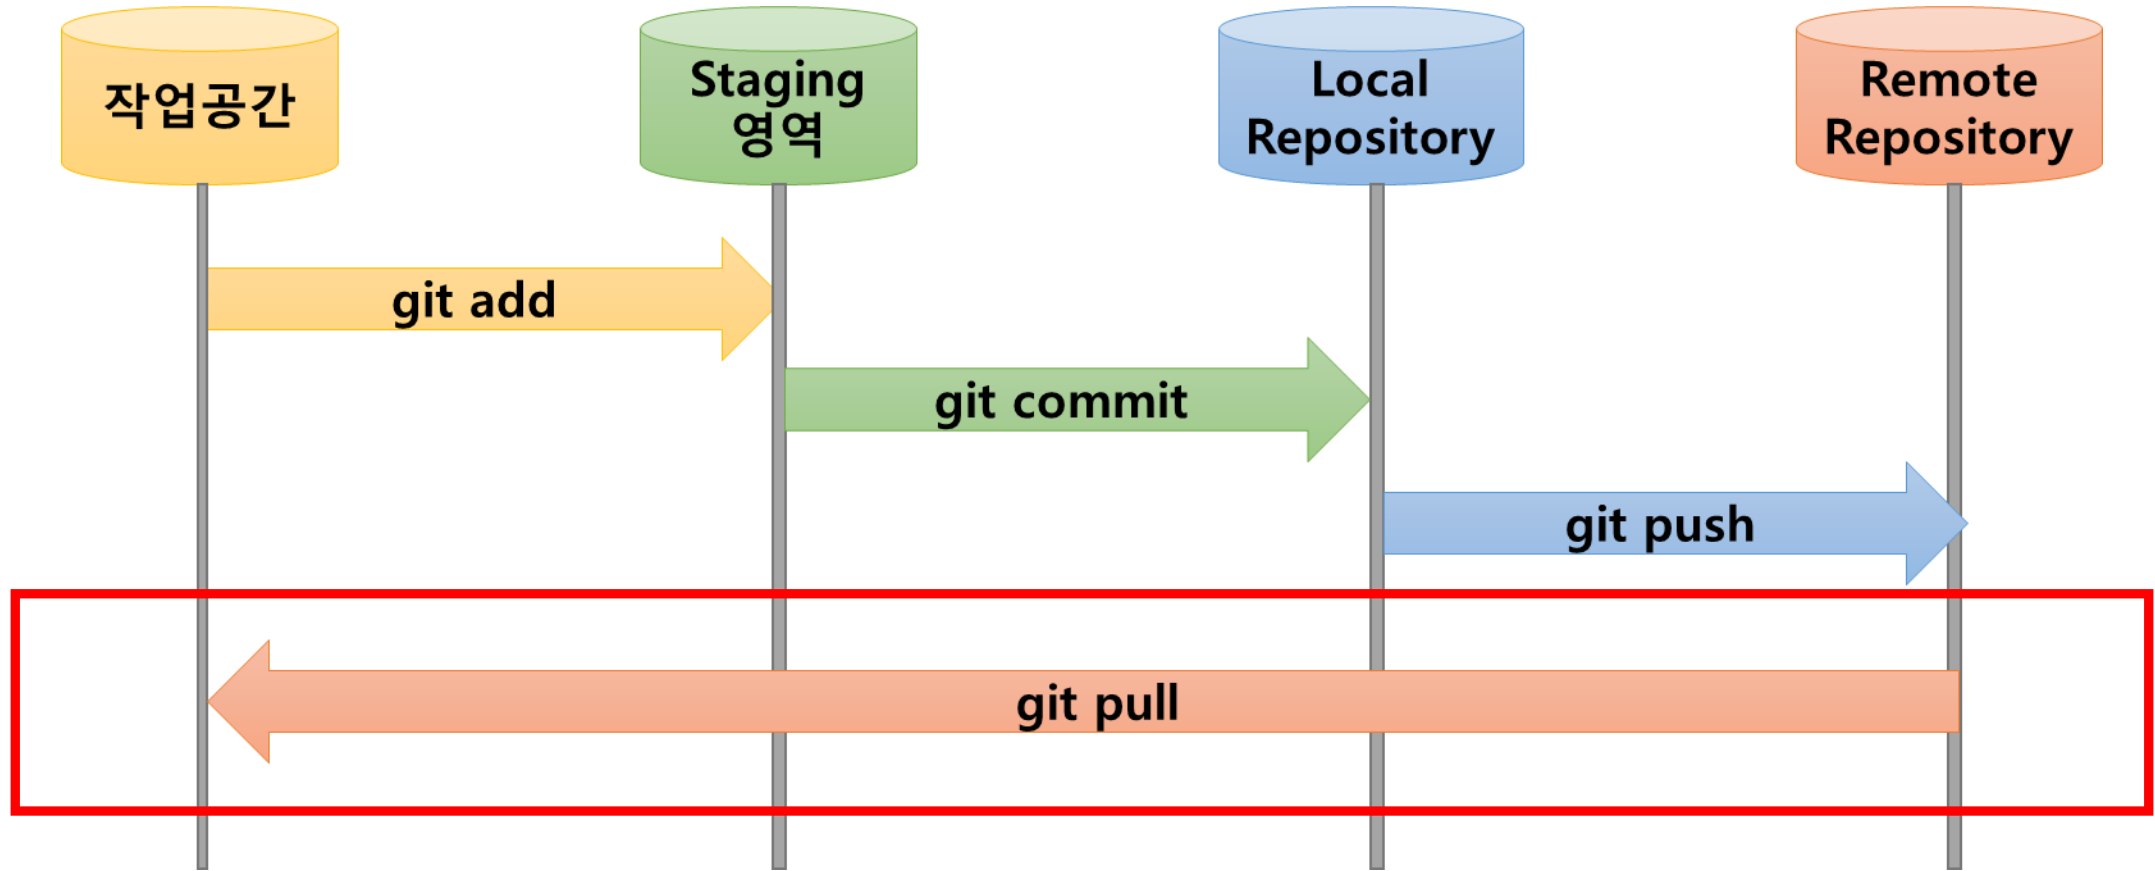 작업공간
Staging
영역
Local
Repository
Remote
Repository
git add
git commit
git push
git pull